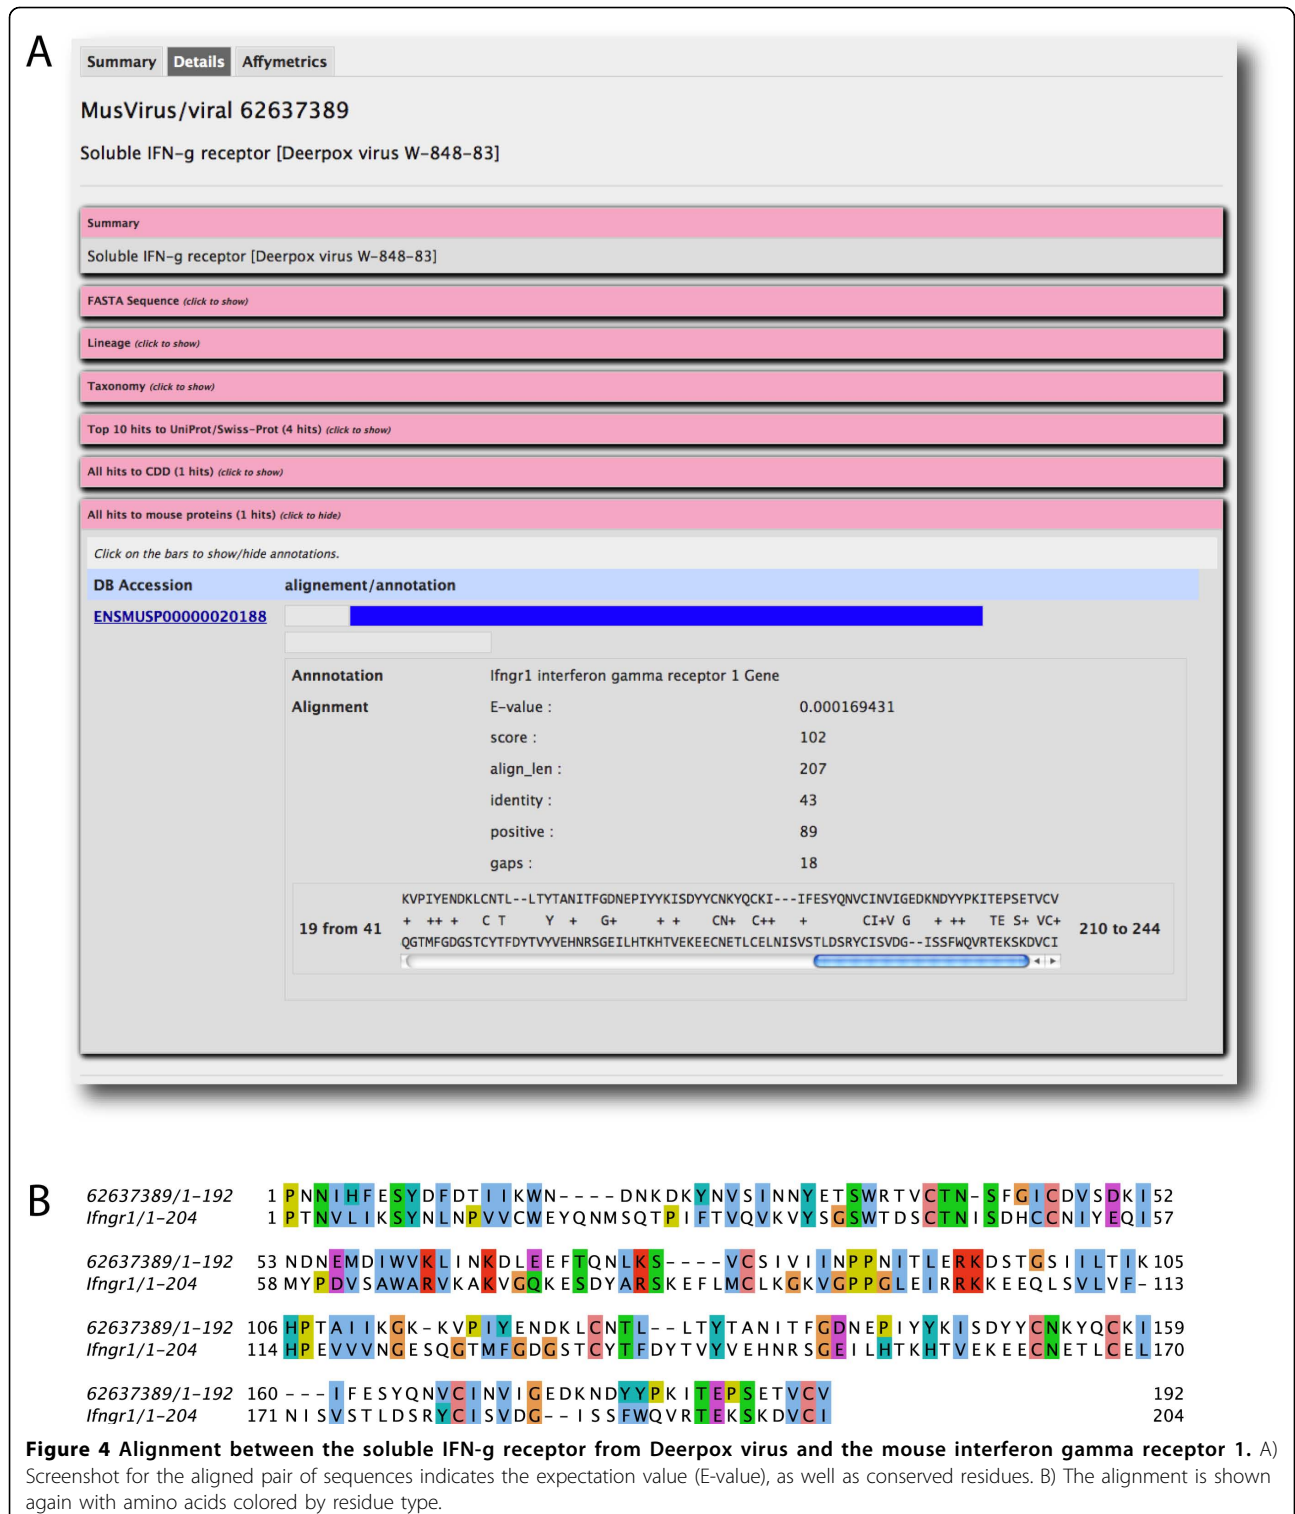 A
Summary Details Affymetrics
MusVirus/viral 62637389
Soluble IFN-g receptor [Deerpox virus W-848-83]
Summary
Soluble IFN-g receptor [Deerpox virus W-848-83]
FASTA Sequence (click to show)
Lineage (click to show)
Taxonomy (click to show)
Top 10 hits to UniProt/Swiss-Prot (4 hits) (click to show)
All hits to CDD (1 hits) (click to show)
All hits to mouse proteins (1 hits) (click to hide)
Click on the bars to show/hide annotations.
DB Accession alignement/annotation
ENSMUSP00000020188
Annnotation Ifngr1 interferon gamma receptor 1 Gene
Alignment E-value : 0.000169431
score : 102
align_len : 207
identity : 43
positive : 89
gaps : 18
KVPIYENDKLCNTL--LTYTANITFGDNEPIYYKISDYYCNKYQCKI---IFESYQNVCINVIGEDKNDYYPKITEPSETVCV
19 from 41 + ++ + C T Y + G+ + + CN+ C++ + CI+V G + ++ TE S+ VC+ 210 to 244
QGTMFGDGSTCYTFDYTVYVEHNRSGEILHTKHTVEKEECNETLCELNISVSTLDSRYCISVDG--ISSFWQVRTEKSKDVCI
B
62637389/1-192 1 PNNIHFESYDFDTIIKWN----DNKDKYNVSINNYETSWRTVCTN-SFGICDVSDKI 52
Ifngr1/1-204 1 PTNVLIKSYNLNPVVCWEYQNMSQTPIFTVQVKVYSGSWTDSCTNISDHCCNIYEQI 57
62637389/1-192 53 NDNEMDIWVKLINKDLEEFTQNLKS----VCSIVIINPPNITLERKDSTGSIILTIK 105
Ifngr1/1-204 58 MYPDVSAWARVKAKVGQKESDYARSKEFLMCLKGKVGPPGLEIRRKKEEQLSVLVF- 113
62637389/1-192 106 HPTAIIKGK-KVPIYENDKLCNTL--LTYTANITFGDNEPIYYKISDYYCNKYQCKI 159
Ifngr1/1-204 114 HPEVVVNGESQGTMFGDGSTCYTFDYTVYVEHNRSGEILHTKHTVEKEECNETLCEL 170
62637389/1-192 160 ---IFESYQNVCINVIGEDKNDYYPKITEPSETVCV 192
Ifngr1/1-204 171 NISVSTLDSRYCISVDG--ISSFWQVRTEKSKDVCI 204
Figure 4 Alignment between the soluble IFN-g receptor from Deerpox virus and the mouse interferon gamma receptor 1. A)
Screenshot for the aligned pair of sequences indicates the expectation value (E-value), as well as conserved residues. B) The alignment is shown
again with amino acids colored by residue type.